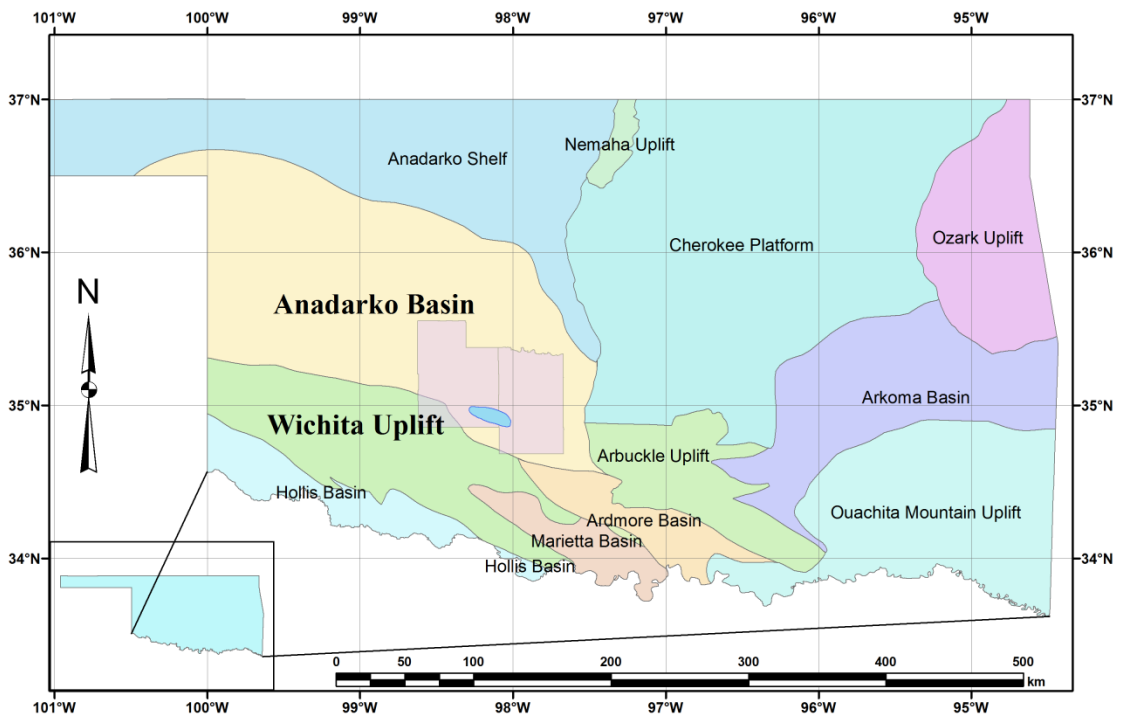 101°W 100°W 99°W 98°W 97°W 96°W 95°W
37°N 37°N
Nemaha Uplift
Anadarko Shelf
Ozark Uplift
Cherokee Platform
36°N 36°N
N
Anadarko Basin
Arkoma Basin
35°N 35°N
Wichita Uplift
Arbuckle Uplift
Hollis Basin
Ouachita Mountain Uplift
Ardmore Basin
Marietta Basin
34°N 34°N
Hollis Basin
0 50 100 200 300 400 500
km
101°W 100°W 99°W 98°W 97°W 96°W 95°W